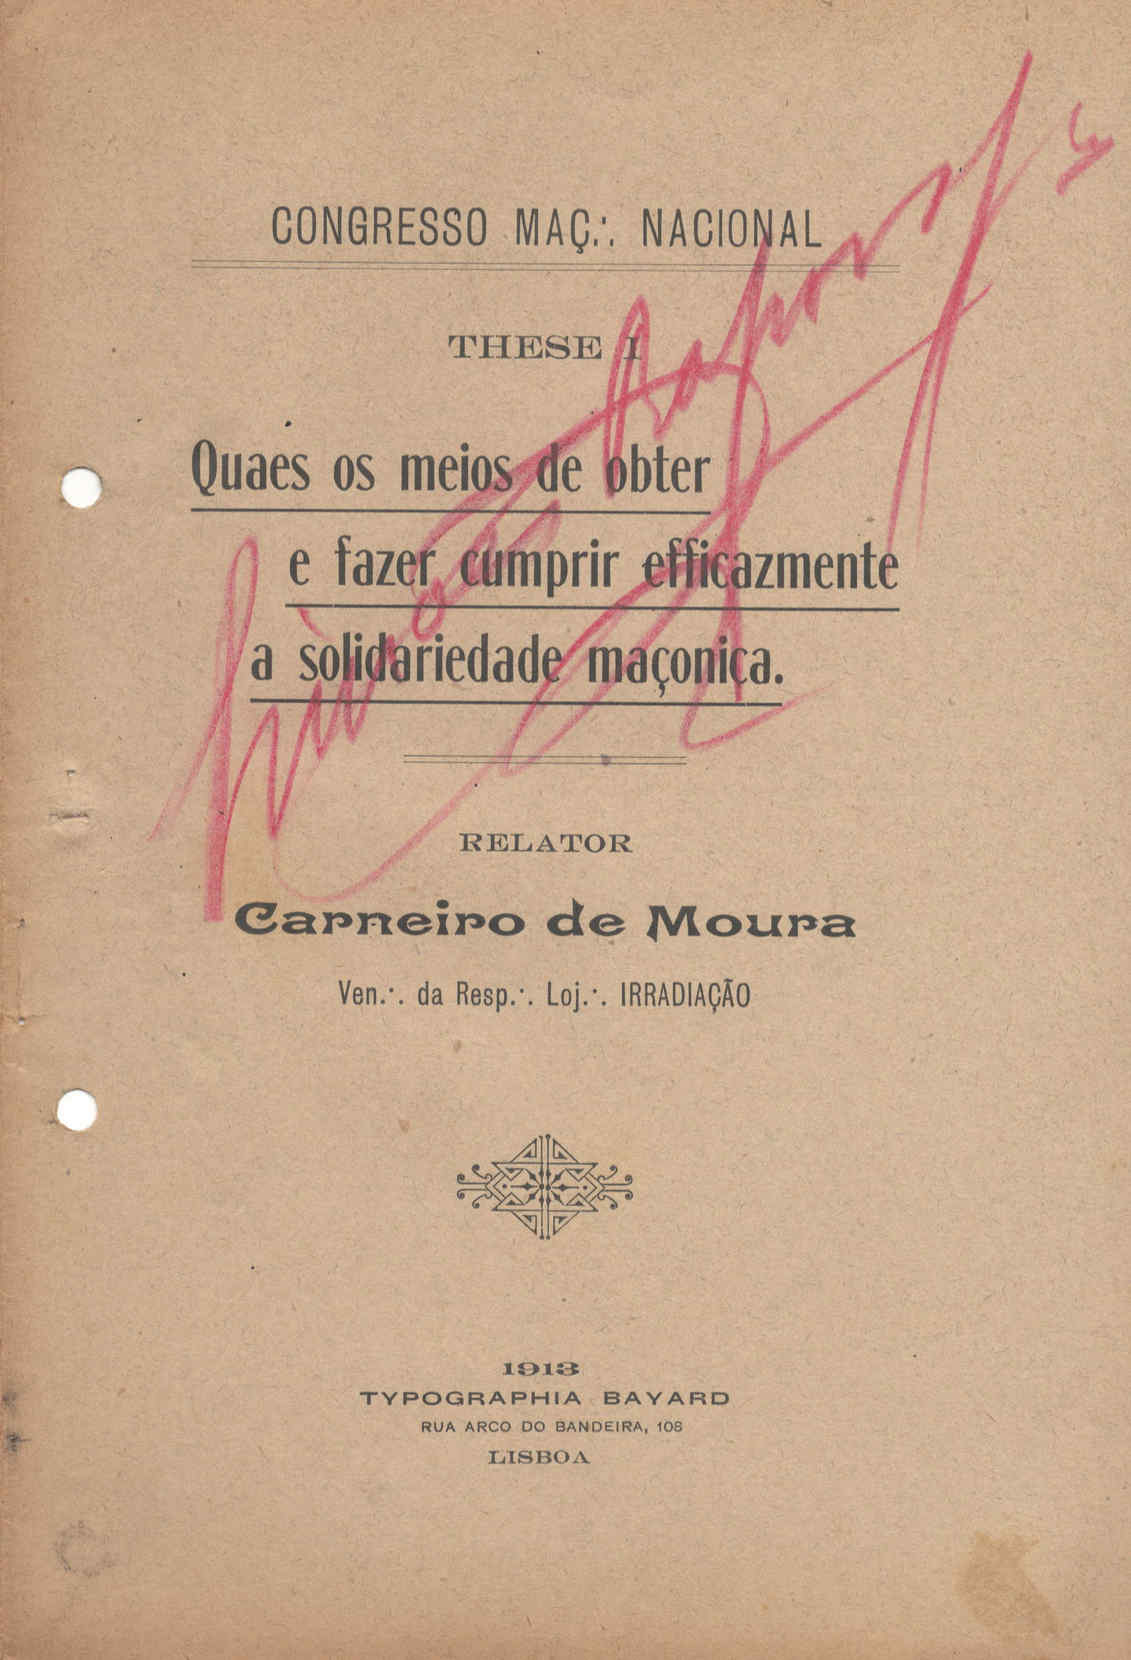 CONGRESSO MAÇ.·. NACIONAL
THESE I
Quaes os meios de obter
e fazer cumprir efficazmente
a solidariedade maçonica.
RELATOR
Carneiro de Moura
Ven.·. da Resp.·. Loj.·. IRRADIAÇÃO
1913
TYPOGRAPHIA BAYARD
RUA ARCO DO BANDEIRA, 108
LISBOA